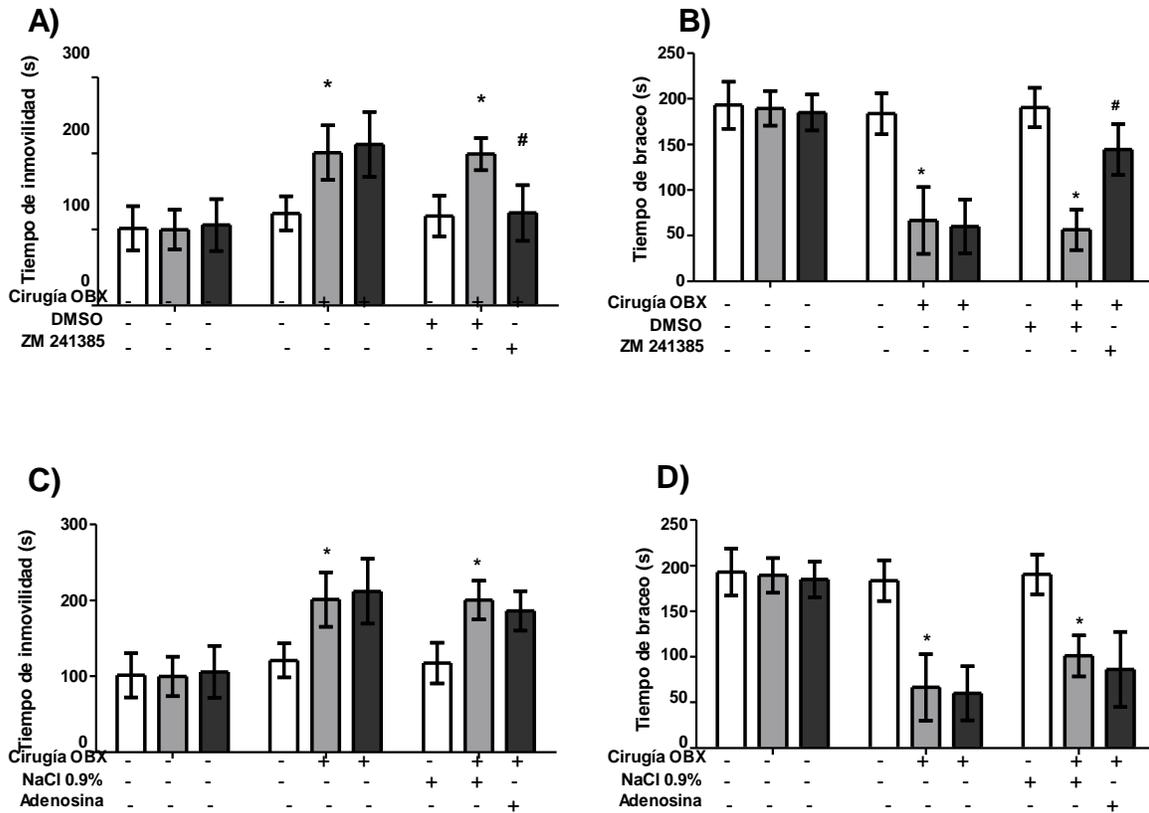 A)
300
200
100
0
Tiempo de inmovilidad (s)
* * #
Cirugía OBX - - - - + + - + +
DMSO - - - - - - + + -
ZM 241385 - - - - - - - - +
B)
250
200
150
100
50
0
Tiempo de braceo (s)
* * #
Cirugía OBX - - - - + + - + +
DMSO - - - - - - + + -
ZM 241385 - - - - - - - - +
C)
300
200
100
0
Tiempo de inmovilidad (s)
* *
Cirugía OBX - - - - + + - + +
NaCl 0.9% - - - - - - + + -
Adenosina - - - - - - - - +
D)
250
200
150
100
50
0
Tiempo de braceo (s)
* *
Cirugía OBX - - - - + + - + +
NaCl 0.9% - - - - - - + + -
Adenosina - - - - - - - - +